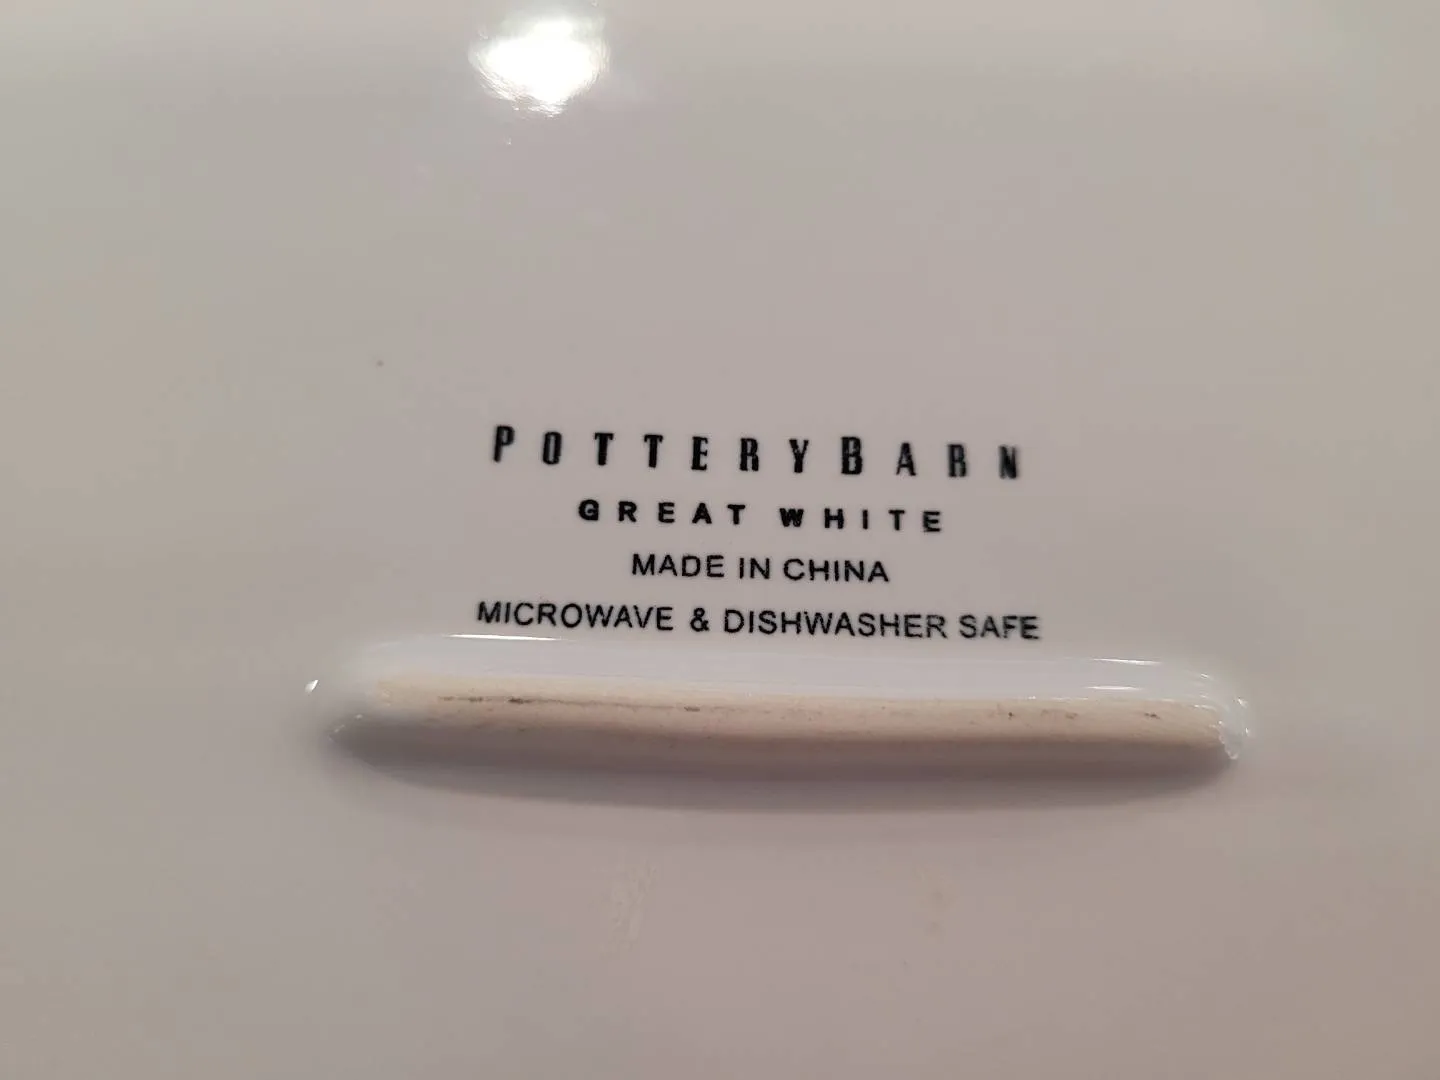 POTTERYBARN
GREAT WHITE
MADE IN CHINA
MICROWAVE & DISHWASHER SAFE